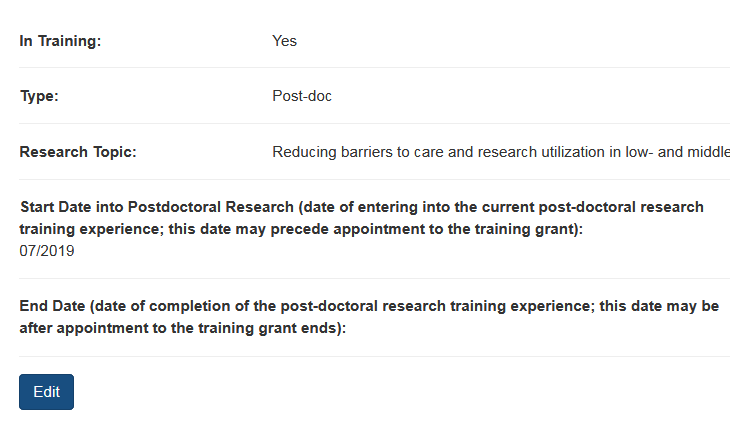 In Training: Yes
Type: Post-doc
Research Topic: Reducing barriers to care and research utilization in low- and middle
Start Date into Postdoctoral Research (date of entering into the current post-doctoral research
training experience; this date may precede appointment to the training grant):
07/2019
End Date (date of completion of the post-doctoral research training experience; this date may be
after appointment to the training grant ends):
Edit